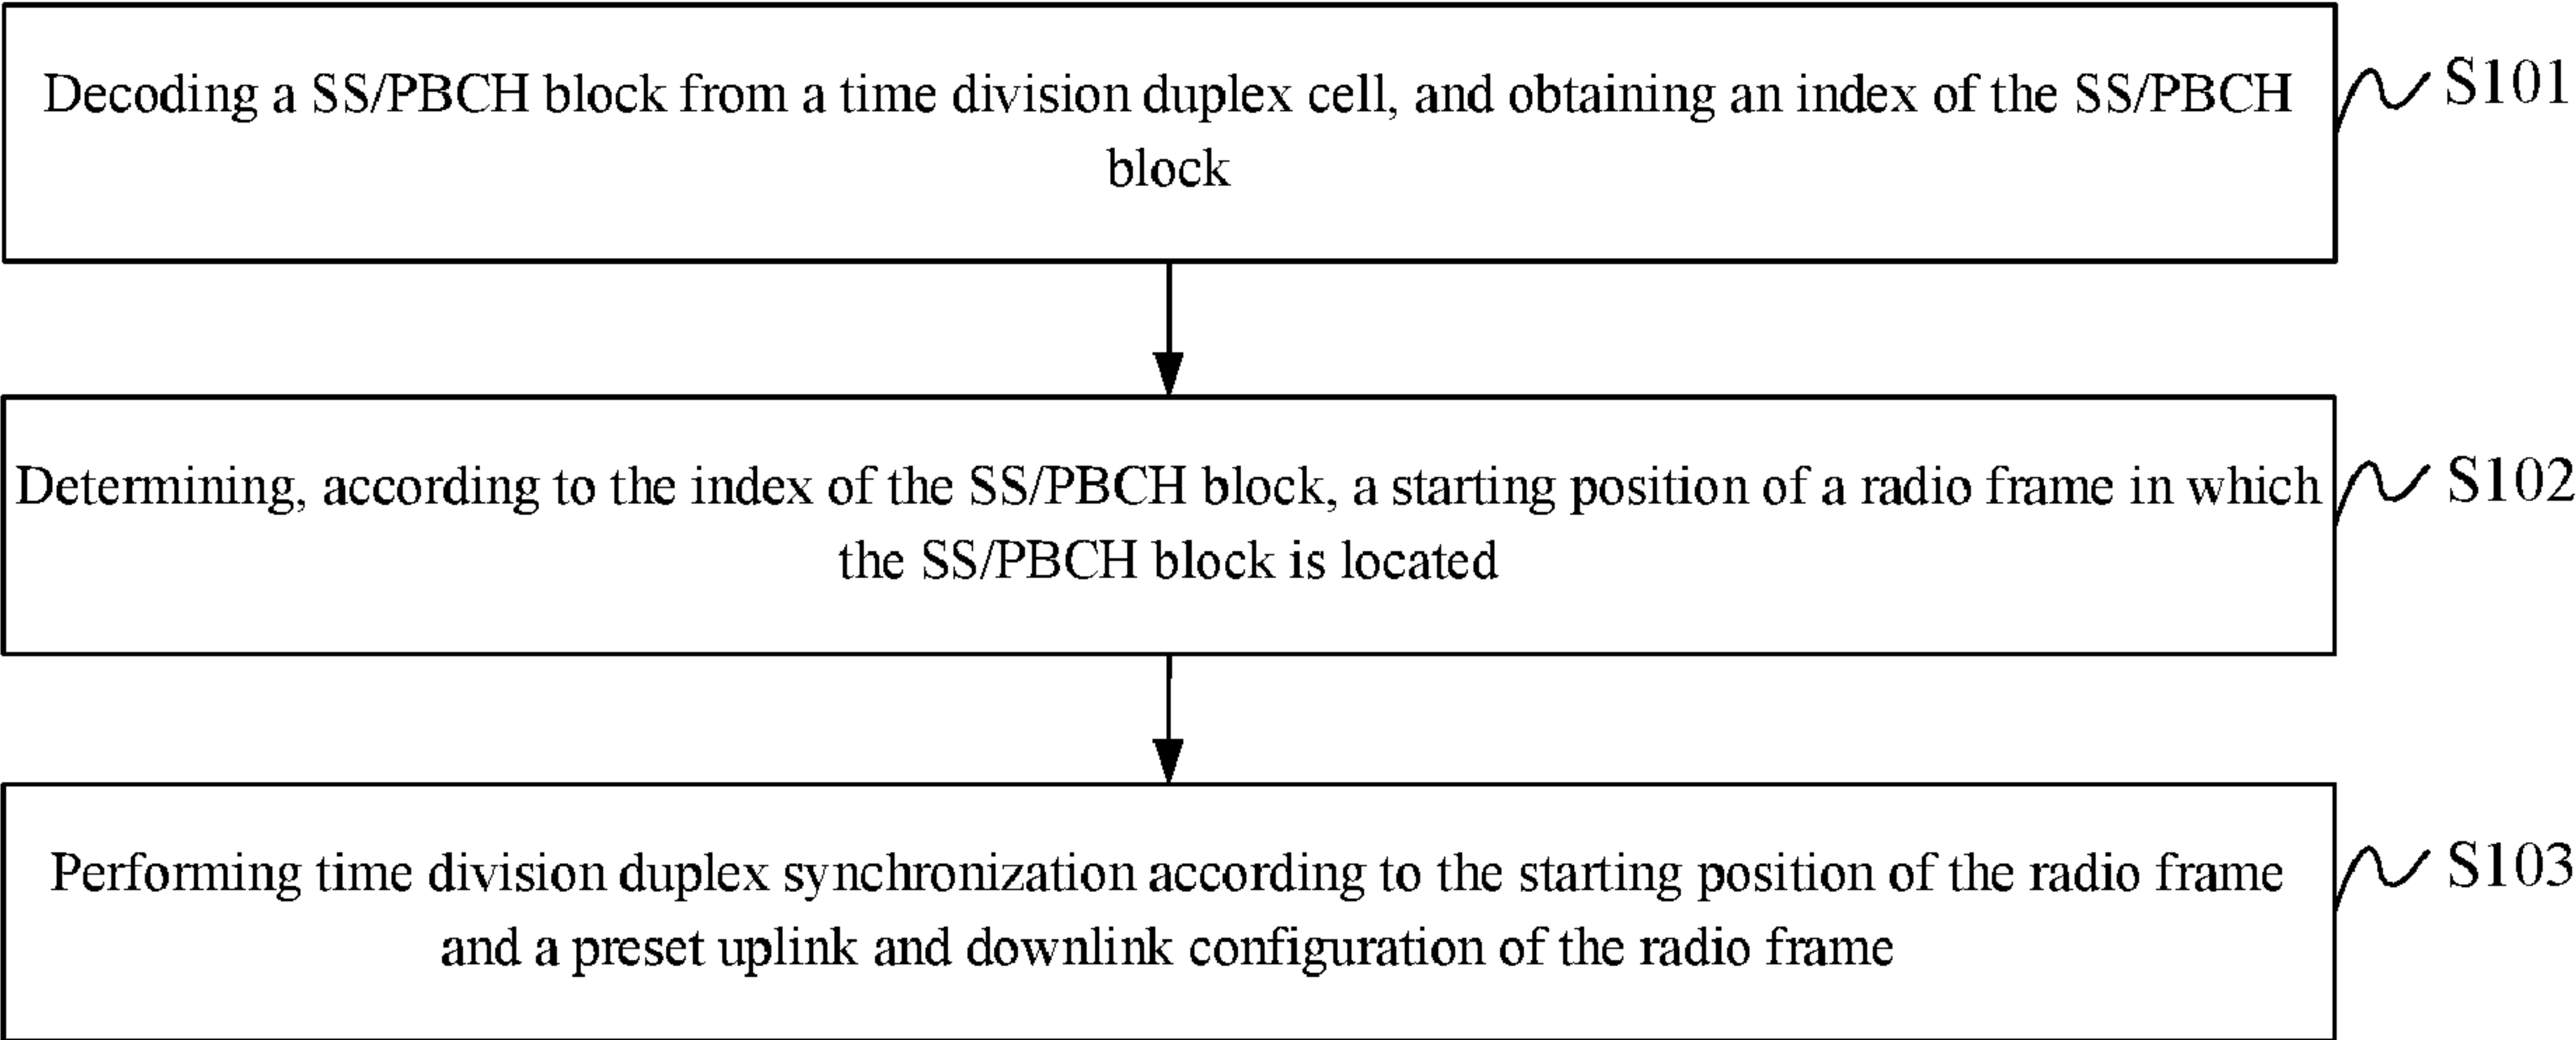 Decoding a SS/PBCH block from a time division duplex cell, and obtaining an index of the SS/PBCH
block
S101
Determining, according to the index of the SS/PBCH block, a starting position of a radio frame in which
the SS/PBCH block is located
S102
Performing time division duplex synchronization according to the starting position of the radio frame
and a preset uplink and downlink configuration of the radio frame
S103